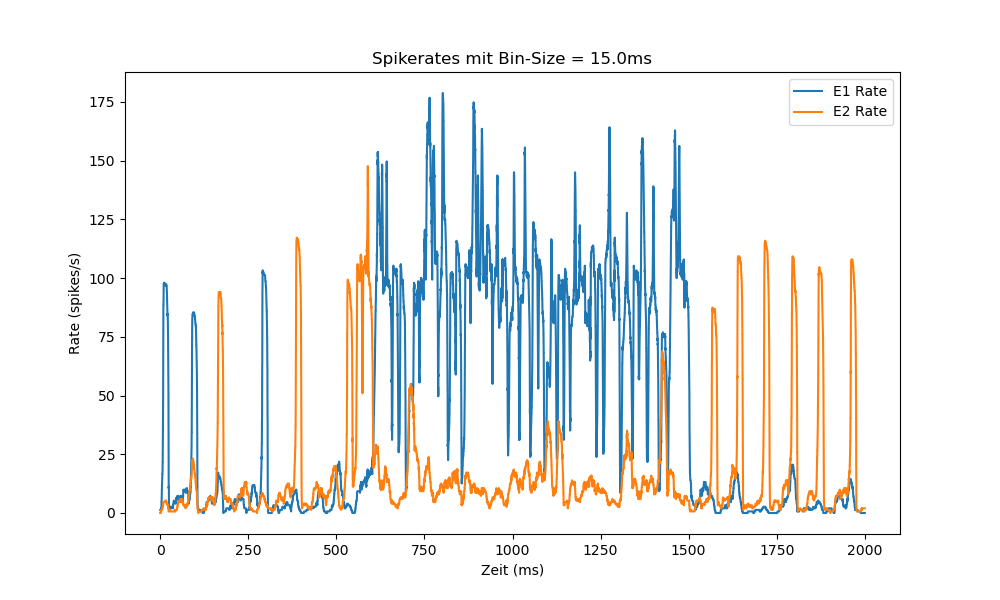 Spikerates mit Bin-Size = 15.0ms
E1 Rate
E2 Rate
Rate (spikes/s)
175
150
125
100
75
50
25
0
0 250 500 750 1000 1250 1500 1750 2000
Zeit (ms)